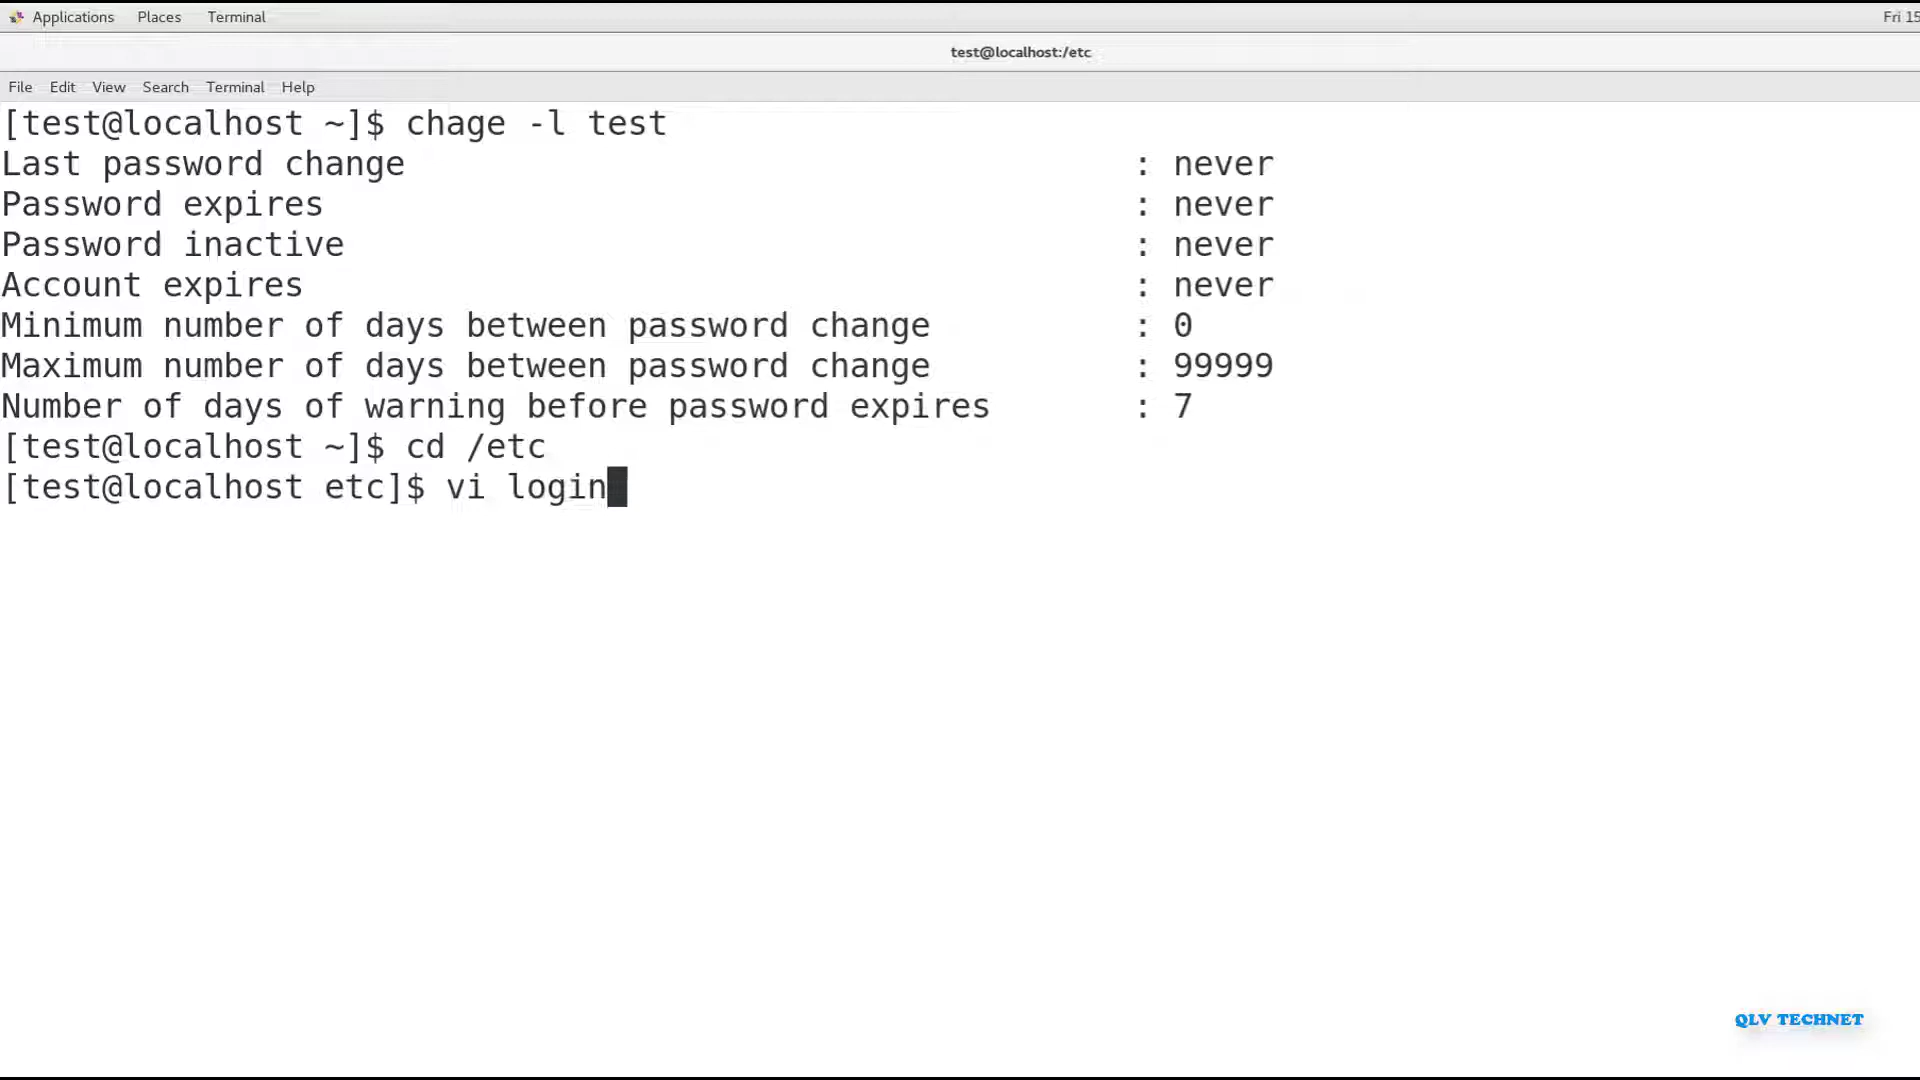 Applications Places Terminal Fri 15
test@localhost:/etc
File Edit View Search Terminal Help
[test@localhost ~]$ chage -l test
Last password change : never
Password expires : never
Password inactive : never
Account expires : never
Minimum number of days between password change : 0
Maximum number of days between password change : 99999
Number of days of warning before password expires : 7
[test@localhost ~]$ cd /etc
[test@localhost etc]$ vi login
QLV TECHNET